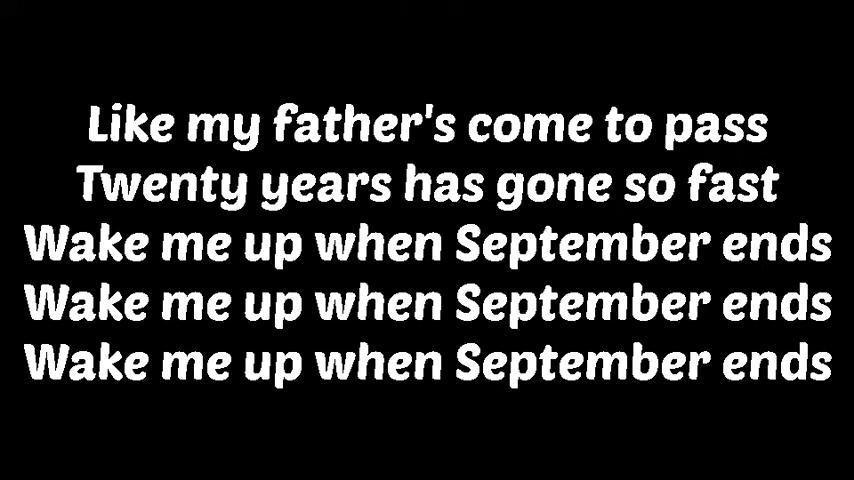 Like my father's come to pass
Twenty years has gone so fast
Wake me up when September ends
Wake me up when September ends
Wake me up when September ends